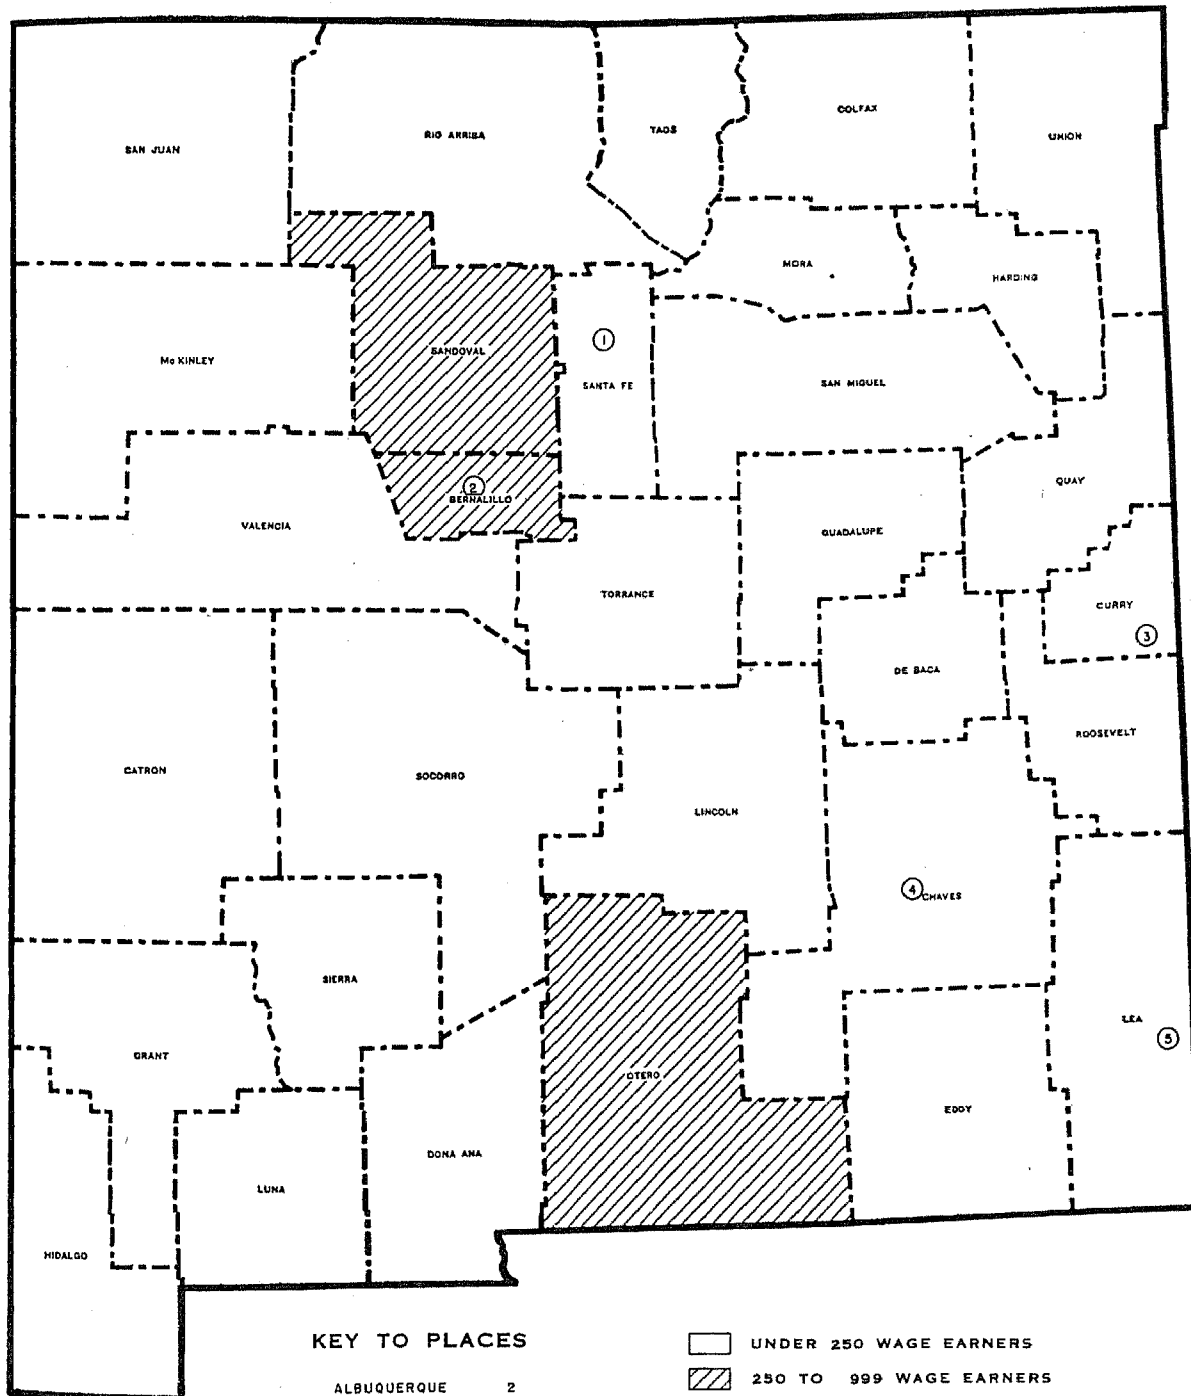 COLFAX
RIO ARRIBA
TAOS
UNION
SAN JUAN
MORA
HARDING
1
SANDOVAL
Mc KINLEY
SANTA FE
SAN MIGUEL
2
QUAY
BERNALILLO
VALENCIA
GUADALUPE
TORRANCE
CURRY
3
DE BACA
ROOSEVELT
CATRON
SOCORRO
LINCOLN
4
CHAVES
SIERRA
LEA
5
GRANT
OTERO
EDDY
DONA ANA
LUNA
HIDALGO
KEY TO PLACES
UNDER 250 WAGE EARNERS
250 TO 999 WAGE EARNERS
ALBUQUERQUE 2